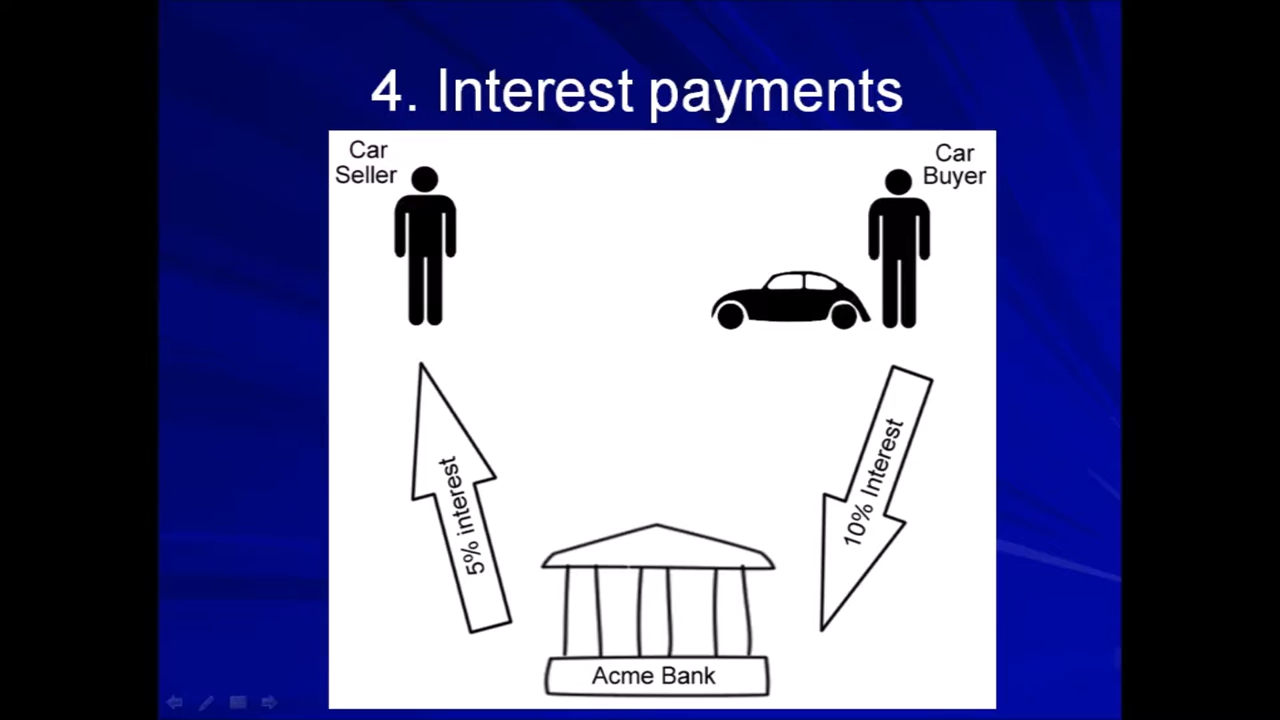 4. Interest payments
Car
Seller
Car
Buyer
5% interest
10% Interest
Acme Bank